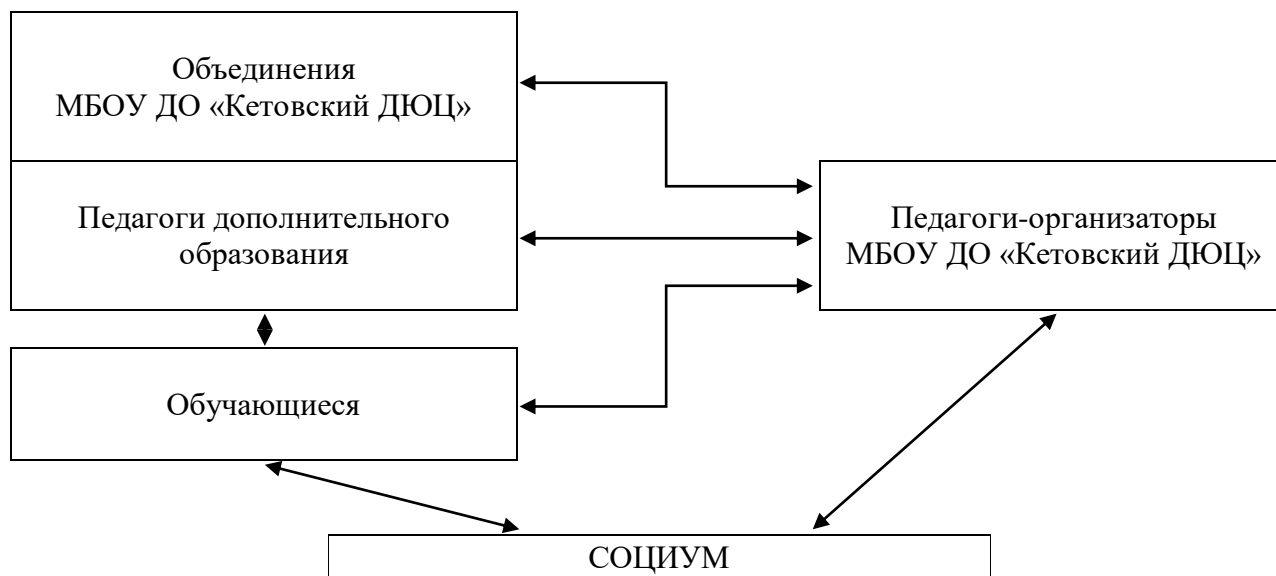 Объединения
МБОУ ДО «Кетовский ДЮЦ»
Педагоги дополнительного
образования
Педагоги-организаторы
МБОУ ДО «Кетовский ДЮЦ»
Обучающиеся
СОЦИУМ